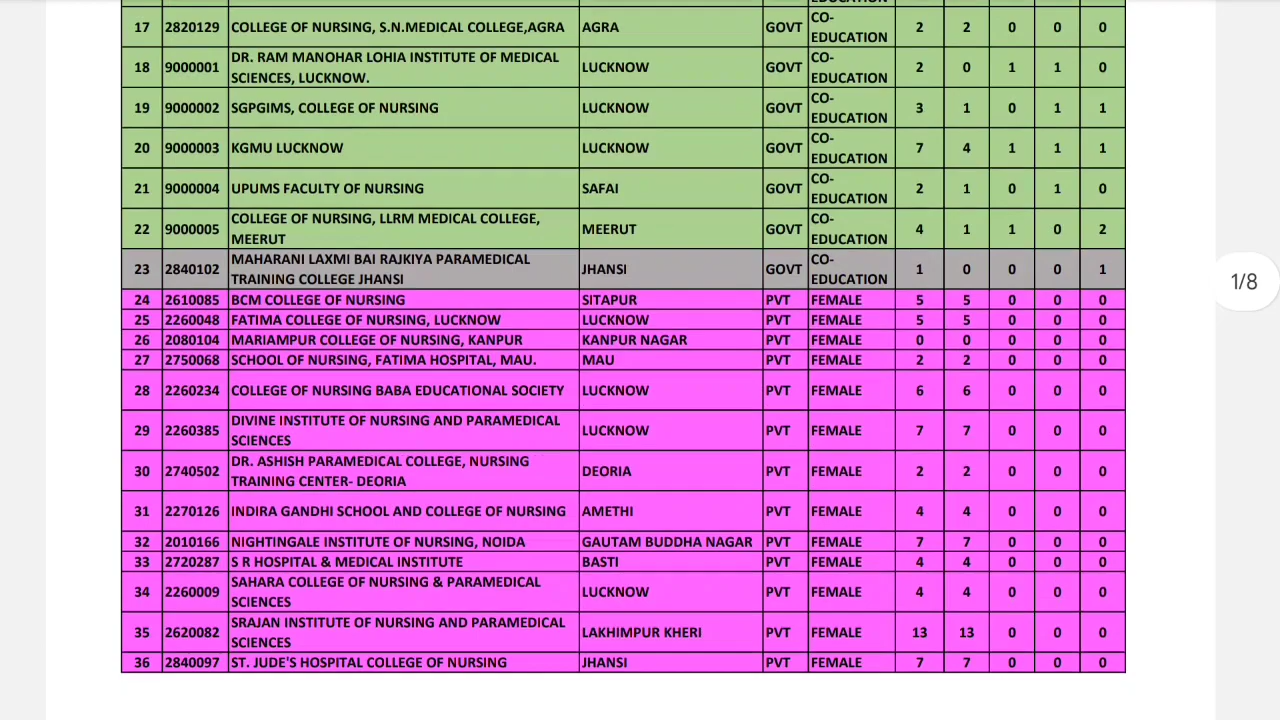 EDUCATION
17 2820129 COLLEGE OF NURSING, S.N.MEDICAL COLLEGE,AGRA AGRA GOVT CO-EDUCATION 2 2 0 0 0
18 9000001 DR. RAM MANOHAR LOHIA INSTITUTE OF MEDICAL SCIENCES, LUCKNOW. LUCKNOW GOVT CO-EDUCATION 2 0 1 1 0
19 9000002 SGPGIMS, COLLEGE OF NURSING LUCKNOW GOVT CO-EDUCATION 3 1 0 1 1
20 9000003 KGMU LUCKNOW LUCKNOW GOVT CO-EDUCATION 7 4 1 1 1
21 9000004 UPUMS FACULTY OF NURSING SAFAI GOVT CO-EDUCATION 2 1 0 1 0
22 9000005 COLLEGE OF NURSING, LLRM MEDICAL COLLEGE, MEERUT MEERUT GOVT CO-EDUCATION 4 1 1 0 2
23 2840102 MAHARANI LAXMI BAI RAJKIYA PARAMEDICAL TRAINING COLLEGE JHANSI JHANSI GOVT CO-EDUCATION 1 0 0 0 1
24 2610085 BCM COLLEGE OF NURSING SITAPUR PVT FEMALE 5 5 0 0 0
25 2260048 FATIMA COLLEGE OF NURSING, LUCKNOW LUCKNOW PVT FEMALE 5 5 0 0 0
26 2080104 MARIAMPUR COLLEGE OF NURSING, KANPUR KANPUR NAGAR PVT FEMALE 0 0 0 0 0
27 2750068 SCHOOL OF NURSING, FATIMA HOSPITAL, MAU. MAU PVT FEMALE 2 2 0 0 0
28 2260234 COLLEGE OF NURSING BABA EDUCATIONAL SOCIETY LUCKNOW PVT FEMALE 6 6 0 0 0
29 2260385 DIVINE INSTITUTE OF NURSING AND PARAMEDICAL SCIENCES LUCKNOW PVT FEMALE 7 7 0 0 0
30 2740502 DR. ASHISH PARAMEDICAL COLLEGE, NURSING TRAINING CENTER- DEORIA DEORIA PVT FEMALE 2 2 0 0 0
31 2270126 INDIRA GANDHI SCHOOL AND COLLEGE OF NURSING AMETHI PVT FEMALE 4 4 0 0 0
32 2010166 NIGHTINGALE INSTITUTE OF NURSING, NOIDA GAUTAM BUDDHA NAGAR PVT FEMALE 7 7 0 0 0
33 2720287 S R HOSPITAL & MEDICAL INSTITUTE BASTI PVT FEMALE 4 4 0 0 0
34 2260009 SAHARA COLLEGE OF NURSING & PARAMEDICAL SCIENCES LUCKNOW PVT FEMALE 4 4 0 0 0
35 2620082 SRAJAN INSTITUTE OF NURSING AND PARAMEDICAL SCIENCES LAKHIMPUR KHERI PVT FEMALE 13 13 0 0 0
36 2840097 ST. JUDE'S HOSPITAL COLLEGE OF NURSING JHANSI PVT FEMALE 7 7 0 0 0
1/8